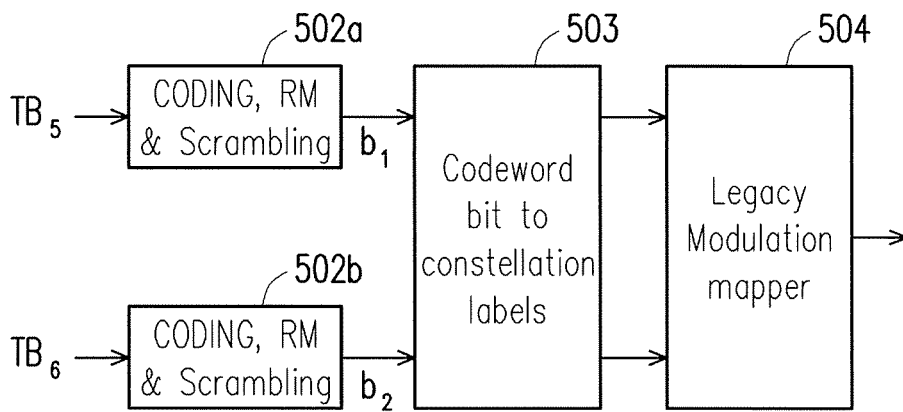 502a
503
504
TB5
CODING, RM
& Scrambling
b1
Codeword
bit to
constellation
labels
Legacy
Modulation
mapper
502b
TB6
CODING, RM
& Scrambling
b2